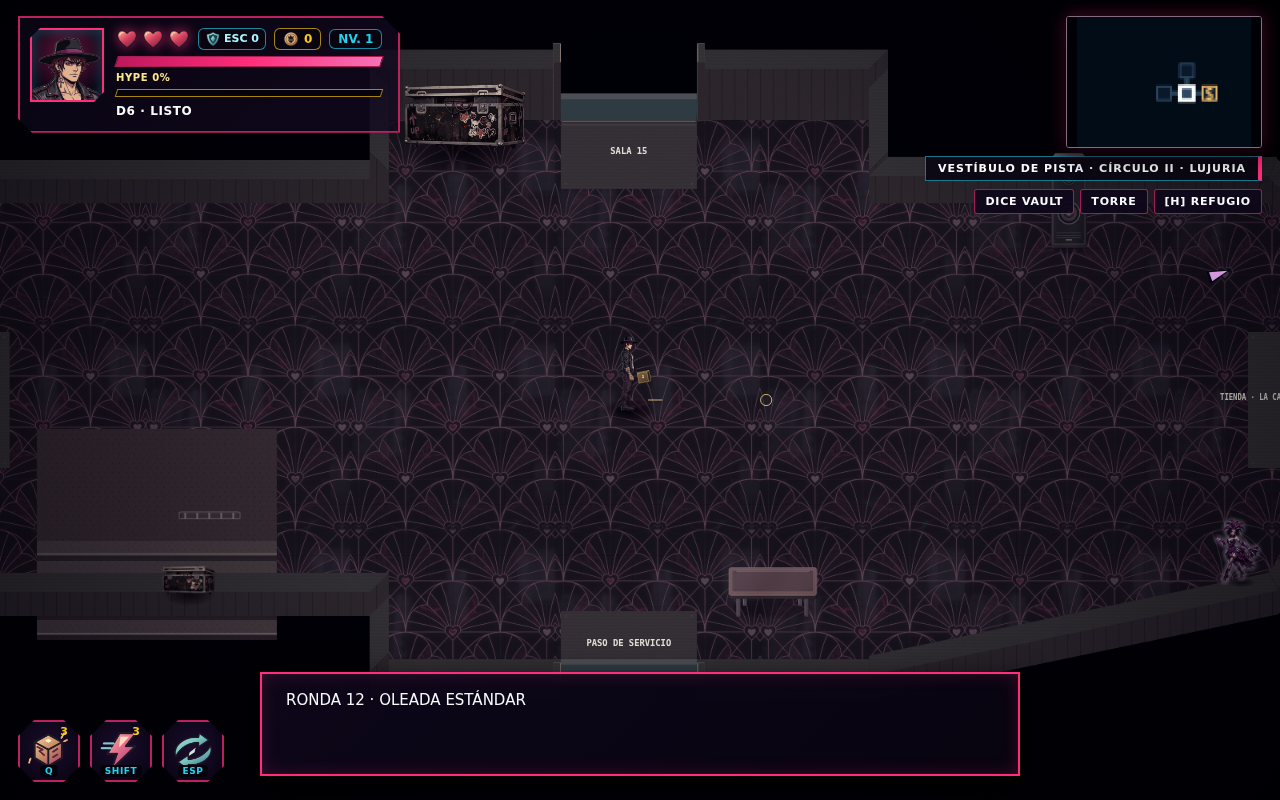 ESC 0
0
NV. 1
HYPE 0%
D6 · LISTO
SALA 15
VESTÍBULO DE PISTA · CÍRCULO II · LUJURIA
DICE VAULT
TORRE
[H] REFUGIO
TIENDA · LA
PASO DE SERVICIO
RONDA 12 · OLEADA ESTÁNDAR
3
Q
3
SHIFT
ESP